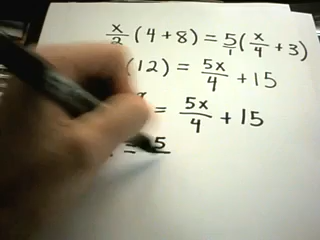 x/2 (4+8) = 5/1 (x/4 + 3)
(12) = 5x/4 + 15
= 5x/4 + 15
= 5